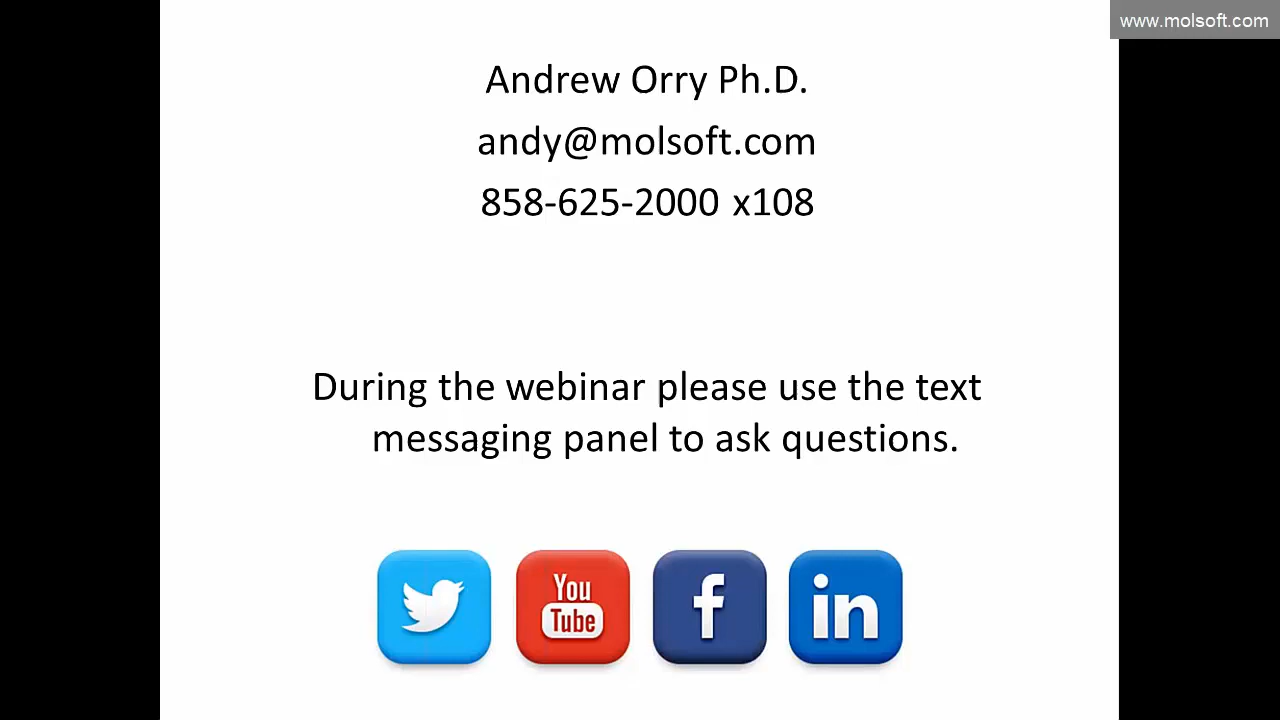 www.molsoft.com
Andrew Orry Ph.D.
andy@molsoft.com
858-625-2000 x108
During the webinar please use the text
messaging panel to ask questions.
You
Tube
f
in